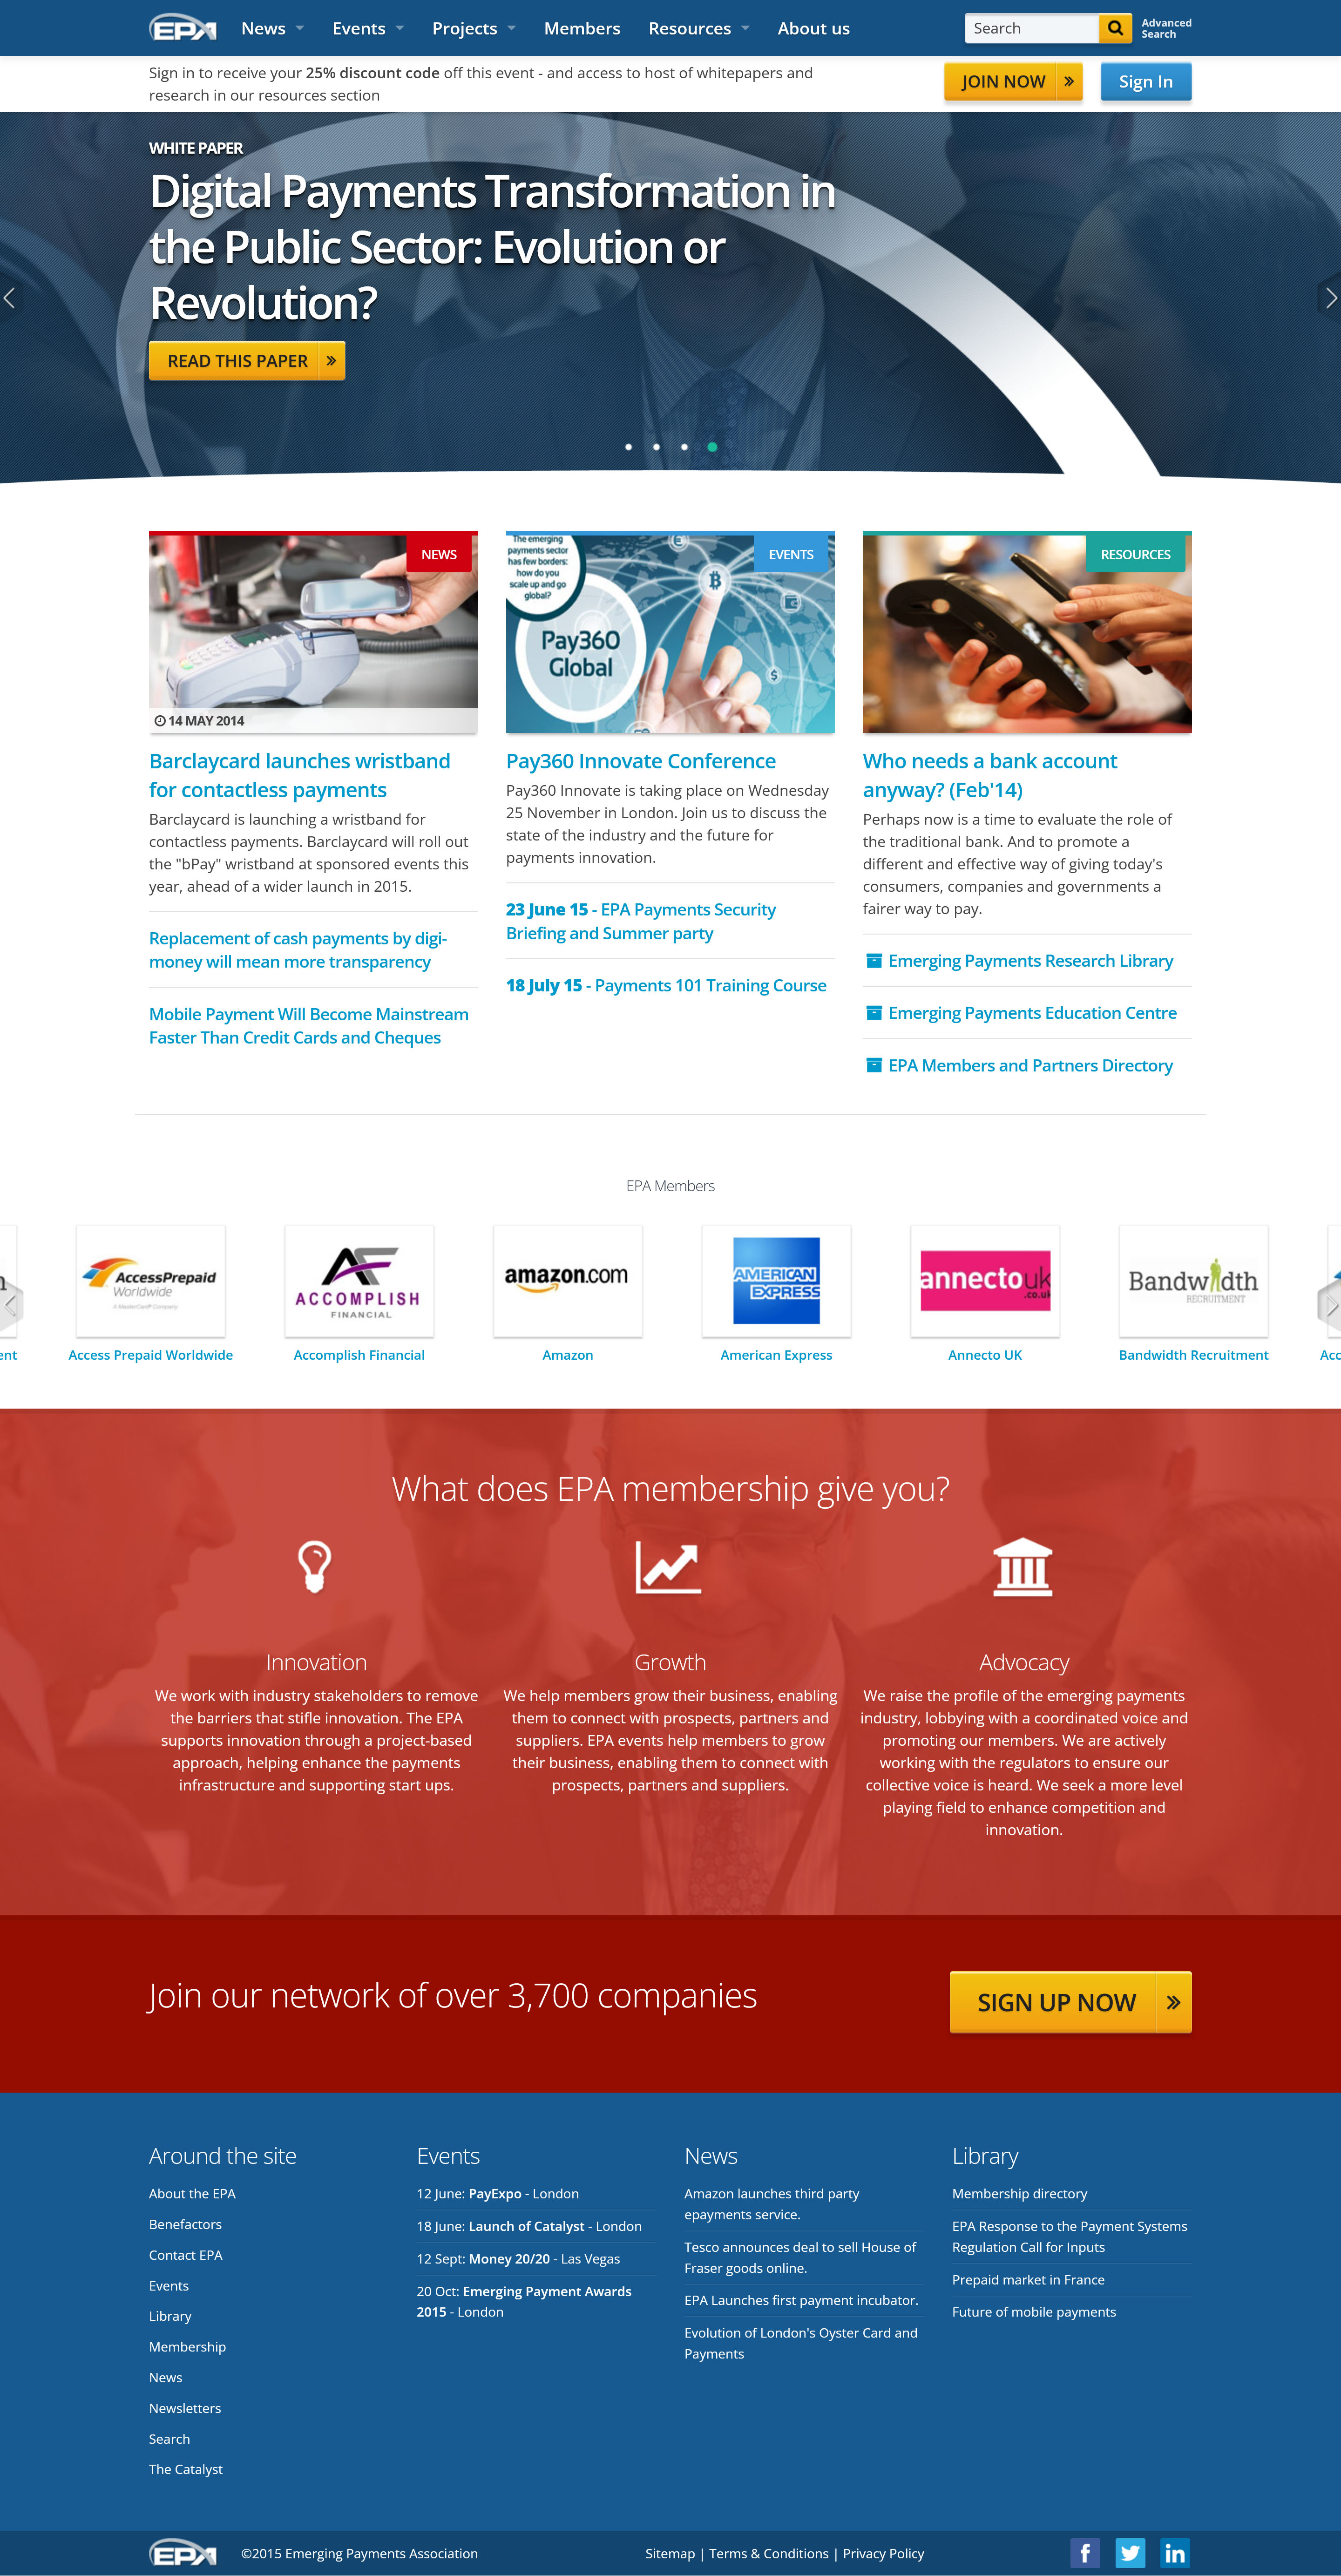 EPA
News
Events
Projects
Members
Resources
About us
Search
Advanced
Search
Sign in to receive your 25% discount code off this event - and access to host of whitepapers and
research in our resources section
JOIN NOW
Sign In
WHITE PAPER
Digital Payments Transformation in
the Public Sector: Evolution or
Revolution?
READ THIS PAPER
NEWS
14 MAY 2014
Barclaycard launches wristband
for contactless payments
Barclaycard is launching a wristband for
contactless payments. Barclaycard will roll out
the "bPay" wristband at sponsored events this
year, ahead of a wider launch in 2015.
Replacement of cash payments by digi-
money will mean more transparency
Mobile Payment Will Become Mainstream
Faster Than Credit Cards and Cheques
The emerging
payments sector
has few borders:
how do you
scale up and go
global?
Pay360
Global
EVENTS
Pay360 Innovate Conference
Pay360 Innovate is taking place on Wednesday
25 November in London. Join us to discuss the
state of the industry and the future for
payments innovation.
23 June 15 - EPA Payments Security
Briefing and Summer party
18 July 15 - Payments 101 Training Course
RESOURCES
Who needs a bank account
anyway? (Feb'14)
Perhaps now is a time to evaluate the role of
the traditional bank. And to promote a
different and effective way of giving today's
consumers, companies and governments a
fairer way to pay.
Emerging Payments Research Library
Emerging Payments Education Centre
EPA Members and Partners Directory
EPA Members
AccessPrepaid
Worldwide
A MasterCard Company
ACCOMPLISH
FINANCIAL
amazon.com
AMERICAN
EXPRESS
annectouk
.co.uk
Bandwidth
RECRUITMENT
ent
Access Prepaid Worldwide
Accomplish Financial
Amazon
American Express
Annecto UK
Bandwidth Recruitment
Acc
What does EPA membership give you?
Innovation
We work with industry stakeholders to remove
the barriers that stifle innovation. The EPA
supports innovation through a project-based
approach, helping enhance the payments
infrastructure and supporting start ups.
Growth
We help members grow their business, enabling
them to connect with prospects, partners and
suppliers. EPA events help members to grow
their business, enabling them to connect with
prospects, partners and suppliers.
Advocacy
We raise the profile of the emerging payments
industry, lobbying with a coordinated voice and
promoting our members. We are actively
working with the regulators to ensure our
collective voice is heard. We seek a more level
playing field to enhance competition and
innovation.
Join our network of over 3,700 companies
SIGN UP NOW
Around the site
About the EPA
Benefactors
Contact EPA
Events
Library
Membership
News
Newsletters
Search
The Catalyst
Events
12 June: PayExpo - London
18 June: Launch of Catalyst - London
12 Sept: Money 20/20 - Las Vegas
20 Oct: Emerging Payment Awards
2015 - London
News
Amazon launches third party
epayments service.
Tesco announces deal to sell House of
Fraser goods online.
EPA Launches first payment incubator.
Evolution of London's Oyster Card and
Payments
Library
Membership directory
EPA Response to the Payment Systems
Regulation Call for Inputs
Prepaid market in France
Future of mobile payments
EPA
©2015 Emerging Payments Association
Sitemap | Terms & Conditions | Privacy Policy